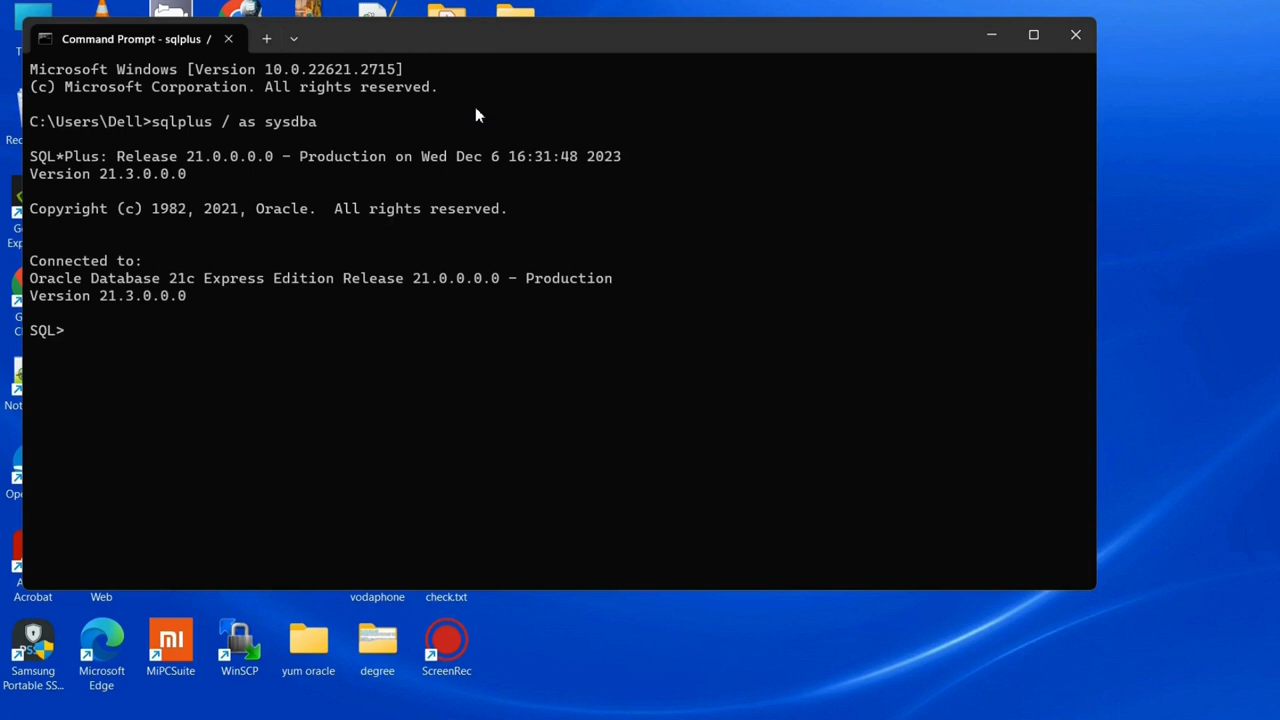 Command Prompt - sqlplus /
Microsoft Windows [Version 10.0.22621.2715]
(c) Microsoft Corporation. All rights reserved.
C:\Users\Dell>sqlplus / as sysdba
SQL*Plus: Release 21.0.0.0.0 - Production on Wed Dec 6 16:31:48 2023
Version 21.3.0.0.0
Copyright (c) 1982, 2021, Oracle.  All rights reserved.
Connected to:
Oracle Database 21c Express Edition Release 21.0.0.0.0 - Production
Version 21.3.0.0.0
SQL>
Acrobat
Web
vodaphone
check.txt
Samsung
Portable SS...
Microsoft
Edge
MiPCSuite
WinSCP
yum oracle
degree
ScreenRec